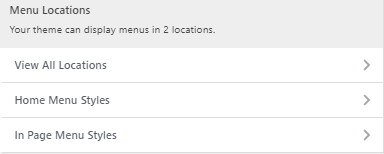 Menu Locations
Your theme can display menus in 2 locations.
View All Locations
Home Menu Styles
In Page Menu Styles